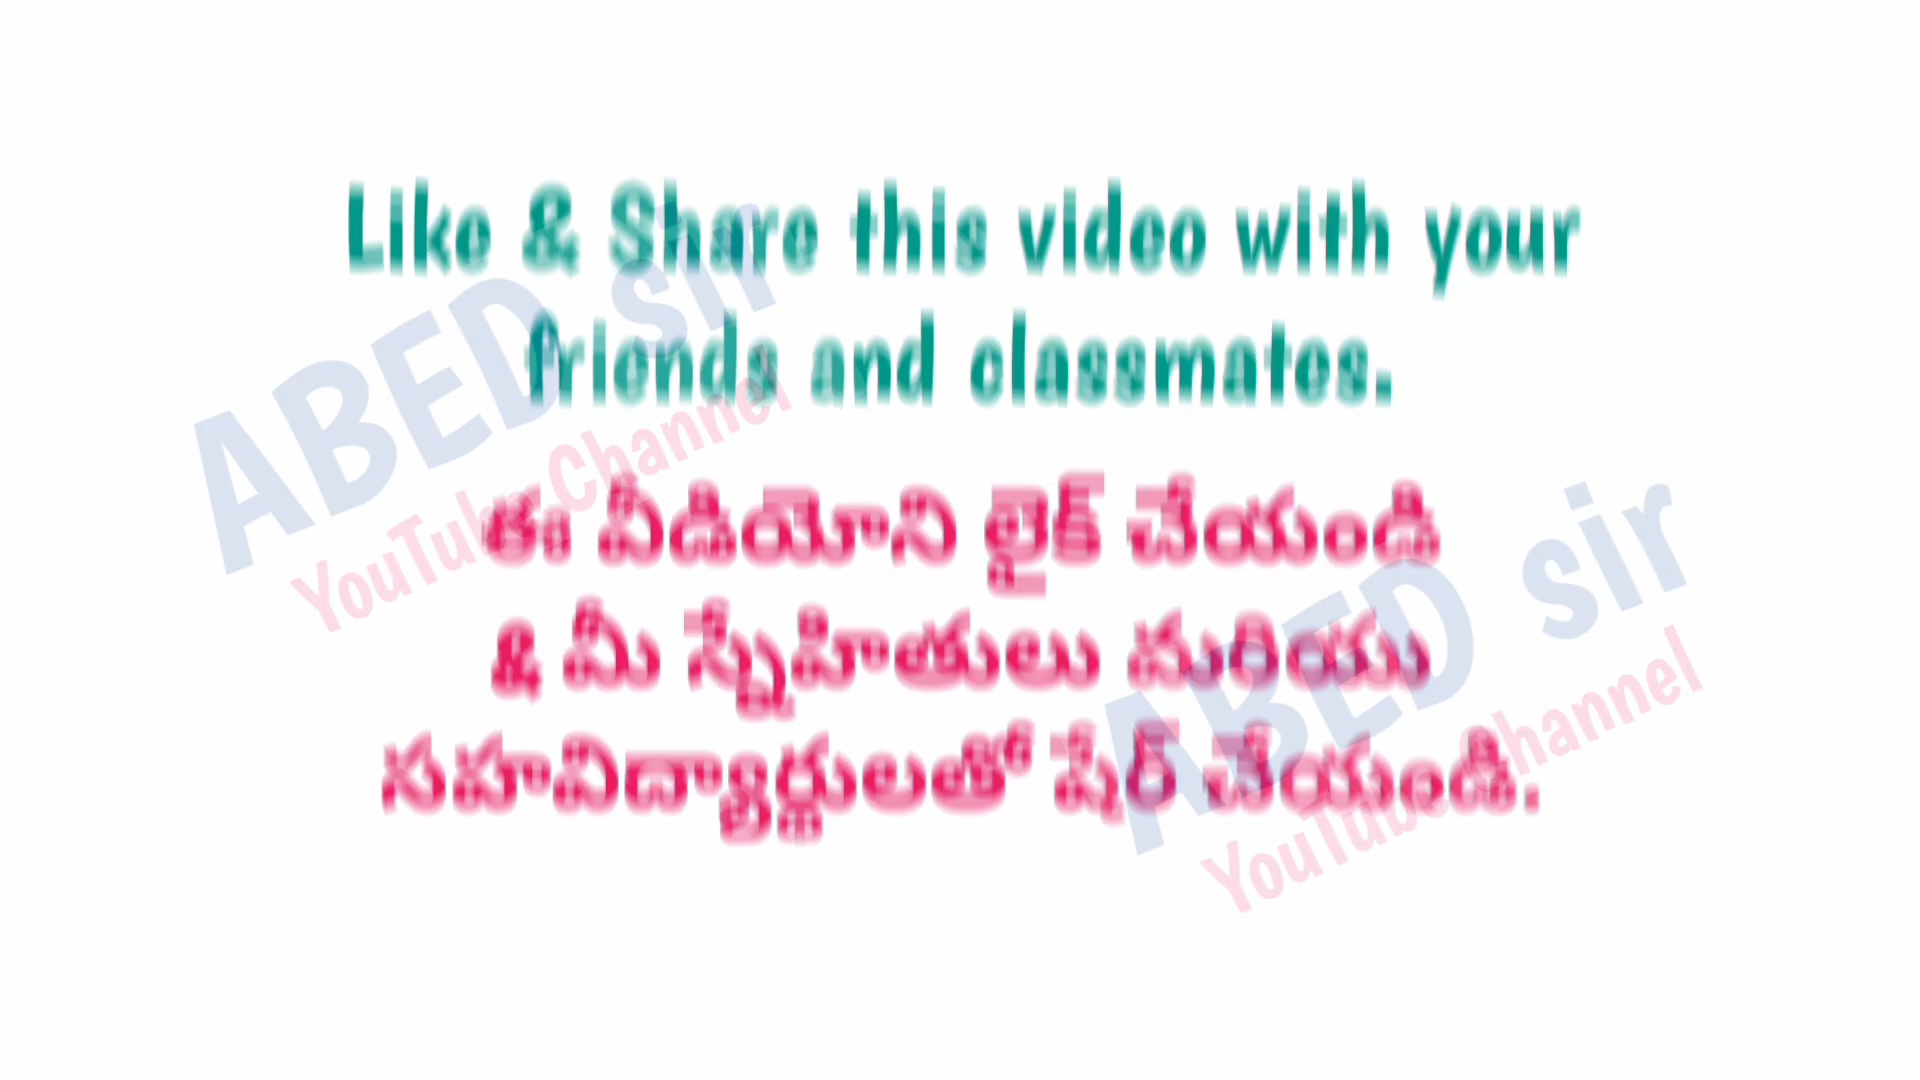 Like & Share this video with your
friends and classmates.
ఈ వీడియోని లైక్ చేయండి
& మీ స్నేహితులు మరియు
సహవిద్యార్థులతో షేర్ చేయండి.
ABED sir
YouTube Channel
ABED sir
YouTube Channel